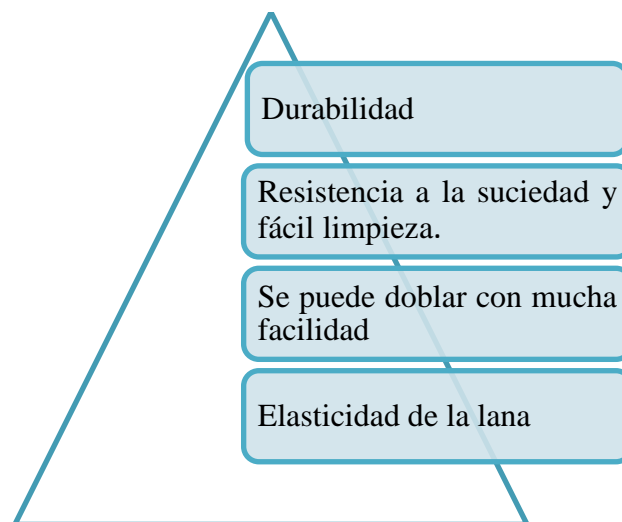 Durabilidad
Resistencia a la suciedad y
fácil limpieza.
Se puede doblar con mucha
facilidad
Elasticidad de la lana